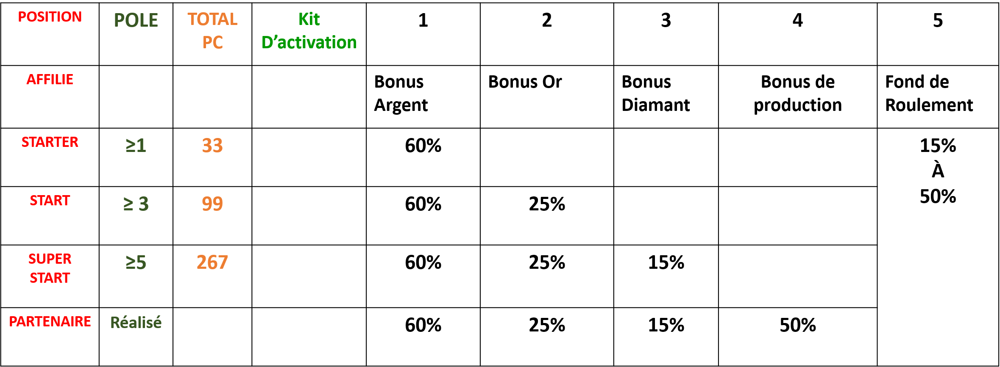 POSITION
POLE
TOTAL
PC
Kit
D’activation
1
2
3
4
5
AFFILIE
Bonus
Argent
Bonus Or
Bonus
Diamant
Bonus de
production
Fond de
Roulement
STARTER
≥1
33
60%
15%
À
50%
START
≥ 3
99
60%
25%
SUPER
START
≥5
267
60%
25%
15%
PARTENAIRE
Réalisé
60%
25%
15%
50%